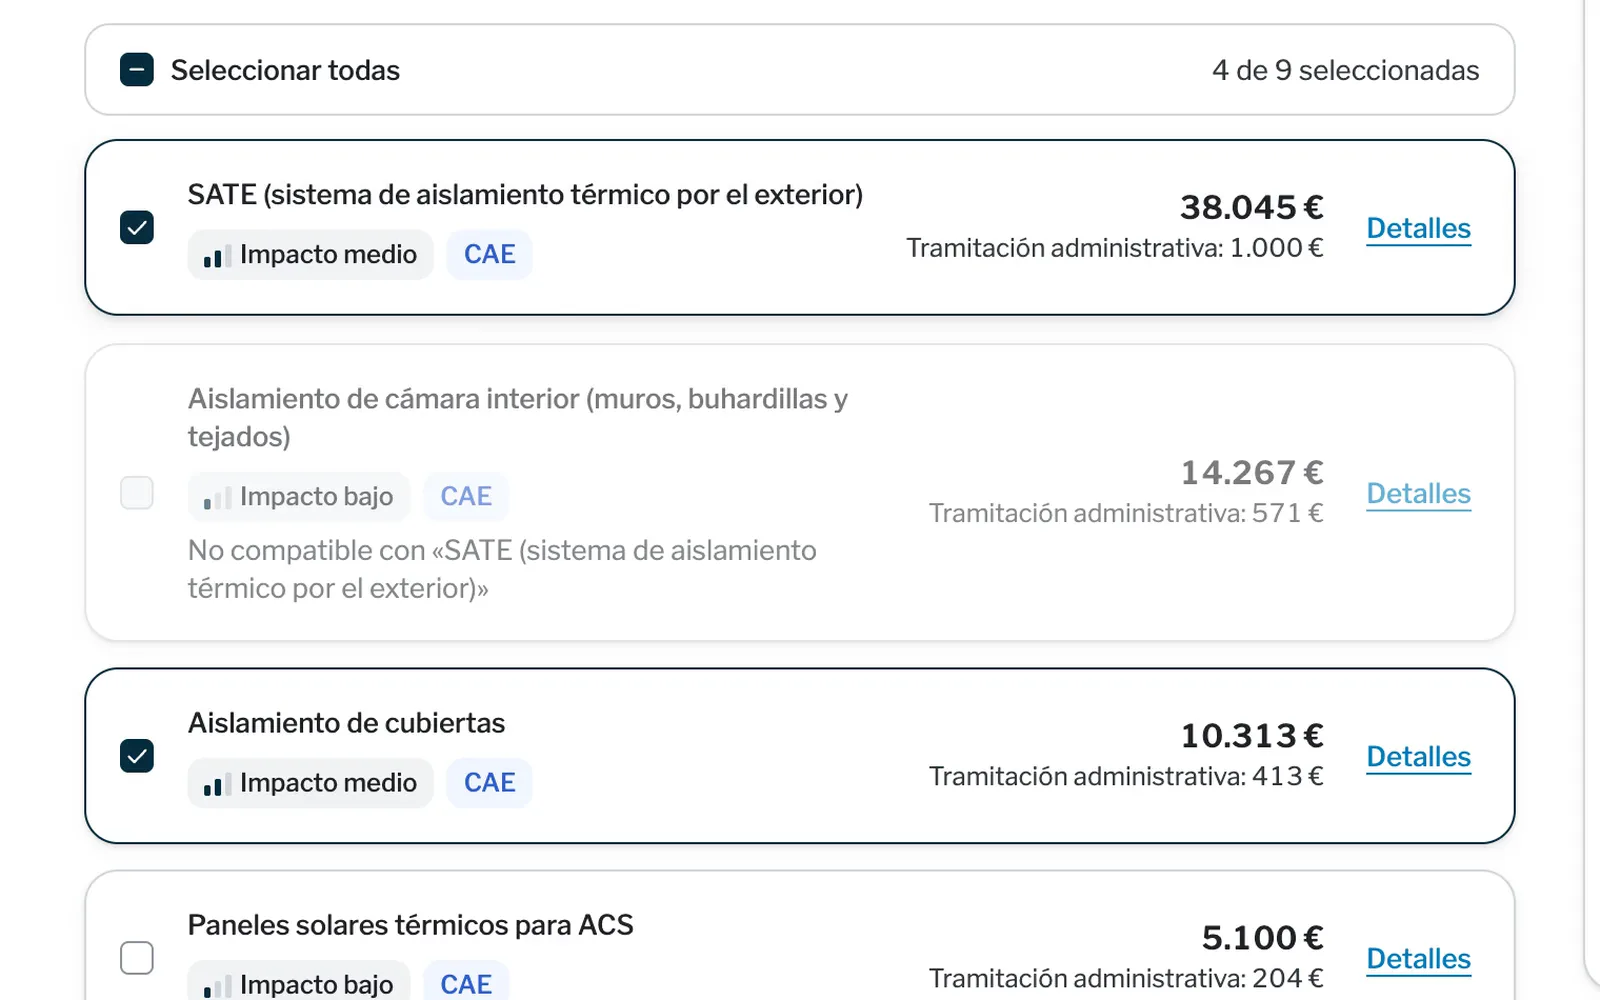 Seleccionar todas
4 de 9 seleccionadas
SATE (sistema de aislamiento térmico por el exterior)
Impacto medio
CAE
38.045 €
Tramitación administrativa: 1.000 €
Detalles
Aislamiento de cámara interior (muros, buhardillas y
tejados)
Impacto bajo
CAE
No compatible con «SATE (sistema de aislamiento
térmico por el exterior)»
14.267 €
Tramitación administrativa: 571 €
Detalles
Aislamiento de cubiertas
Impacto medio
CAE
10.313 €
Tramitación administrativa: 413 €
Detalles
Paneles solares térmicos para ACS
Impacto bajo
CAE
5.100 €
Tramitación administrativa: 204 €
Detalles